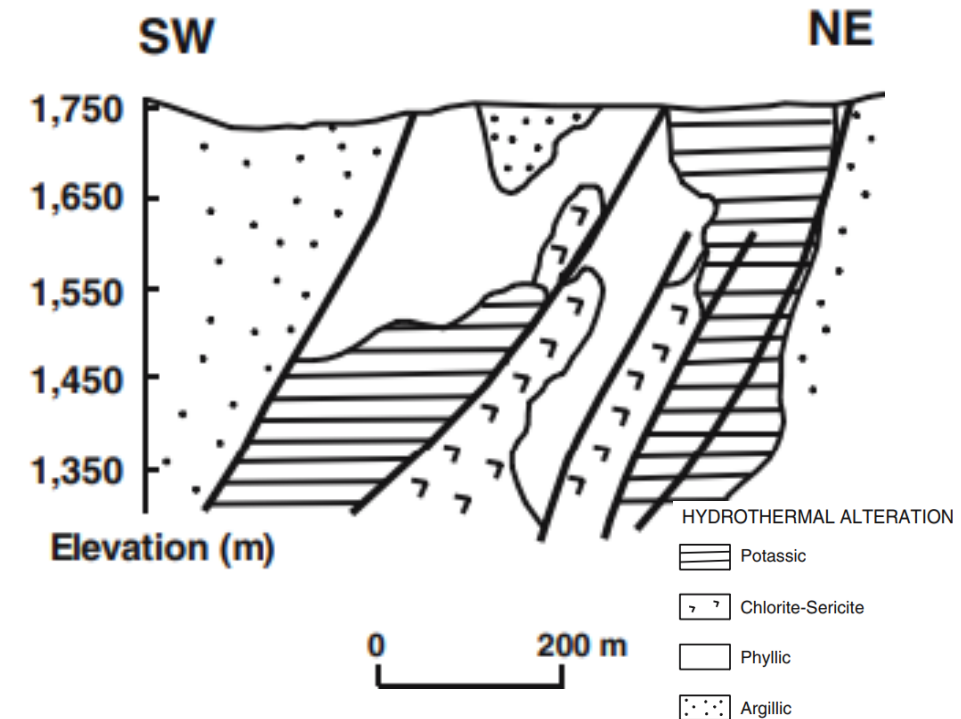 SW
NE
1,750
1,650
1,550
1,450
1,350
Elevation (m)
HYDROTHERMAL ALTERATION
Potassic
Chlorite-Sericite
Phyllic
Argillic
0
200 m